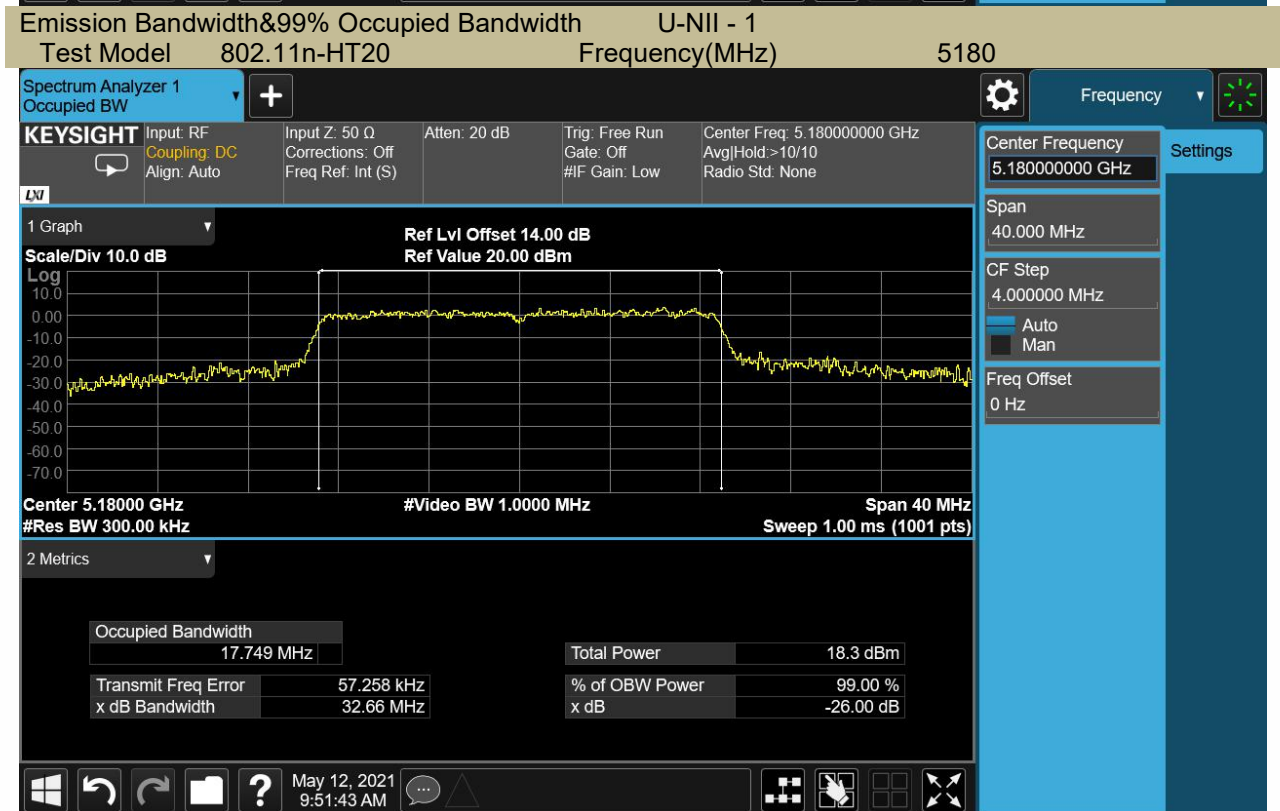 Emission Bandwidth&99% Occupied Bandwidth U-NII - 1
Test Model 802.11n-HT20 Frequency(MHz) 5180
Spectrum Analyzer 1
Occupied BW
+
Frequency
KEYSIGHT
LXI
Input: RF
Coupling: DC
Align: Auto
Input Z: 50 Ω
Corrections: Off
Freq Ref: Int (S)
Atten: 20 dB
Trig: Free Run
Gate: Off
#IF Gain: Low
Center Freq: 5.180000000 GHz
Avg|Hold:>10/10
Radio Std: None
Center Frequency
5.180000000 GHz
Settings
Span
40.000 MHz
CF Step
4.000000 MHz
Auto
Man
Freq Offset
0 Hz
1 Graph
Scale/Div 10.0 dB
Ref Lvl Offset 14.00 dB
Ref Value 20.00 dBm
Log
10.0
0.00
-10.0
-20.0
-30.0
-40.0
-50.0
-60.0
-70.0
Center 5.18000 GHz #Video BW 1.0000 MHz Span 40 MHz
#Res BW 300.00 kHz Sweep 1.00 ms (1001 pts)
2 Metrics
Occupied Bandwidth
17.749 MHz
Total Power 18.3 dBm
Transmit Freq Error 57.258 kHz % of OBW Power 99.00 %
x dB Bandwidth 32.66 MHz x dB -26.00 dB
?
May 12, 2021
9:51:43 AM